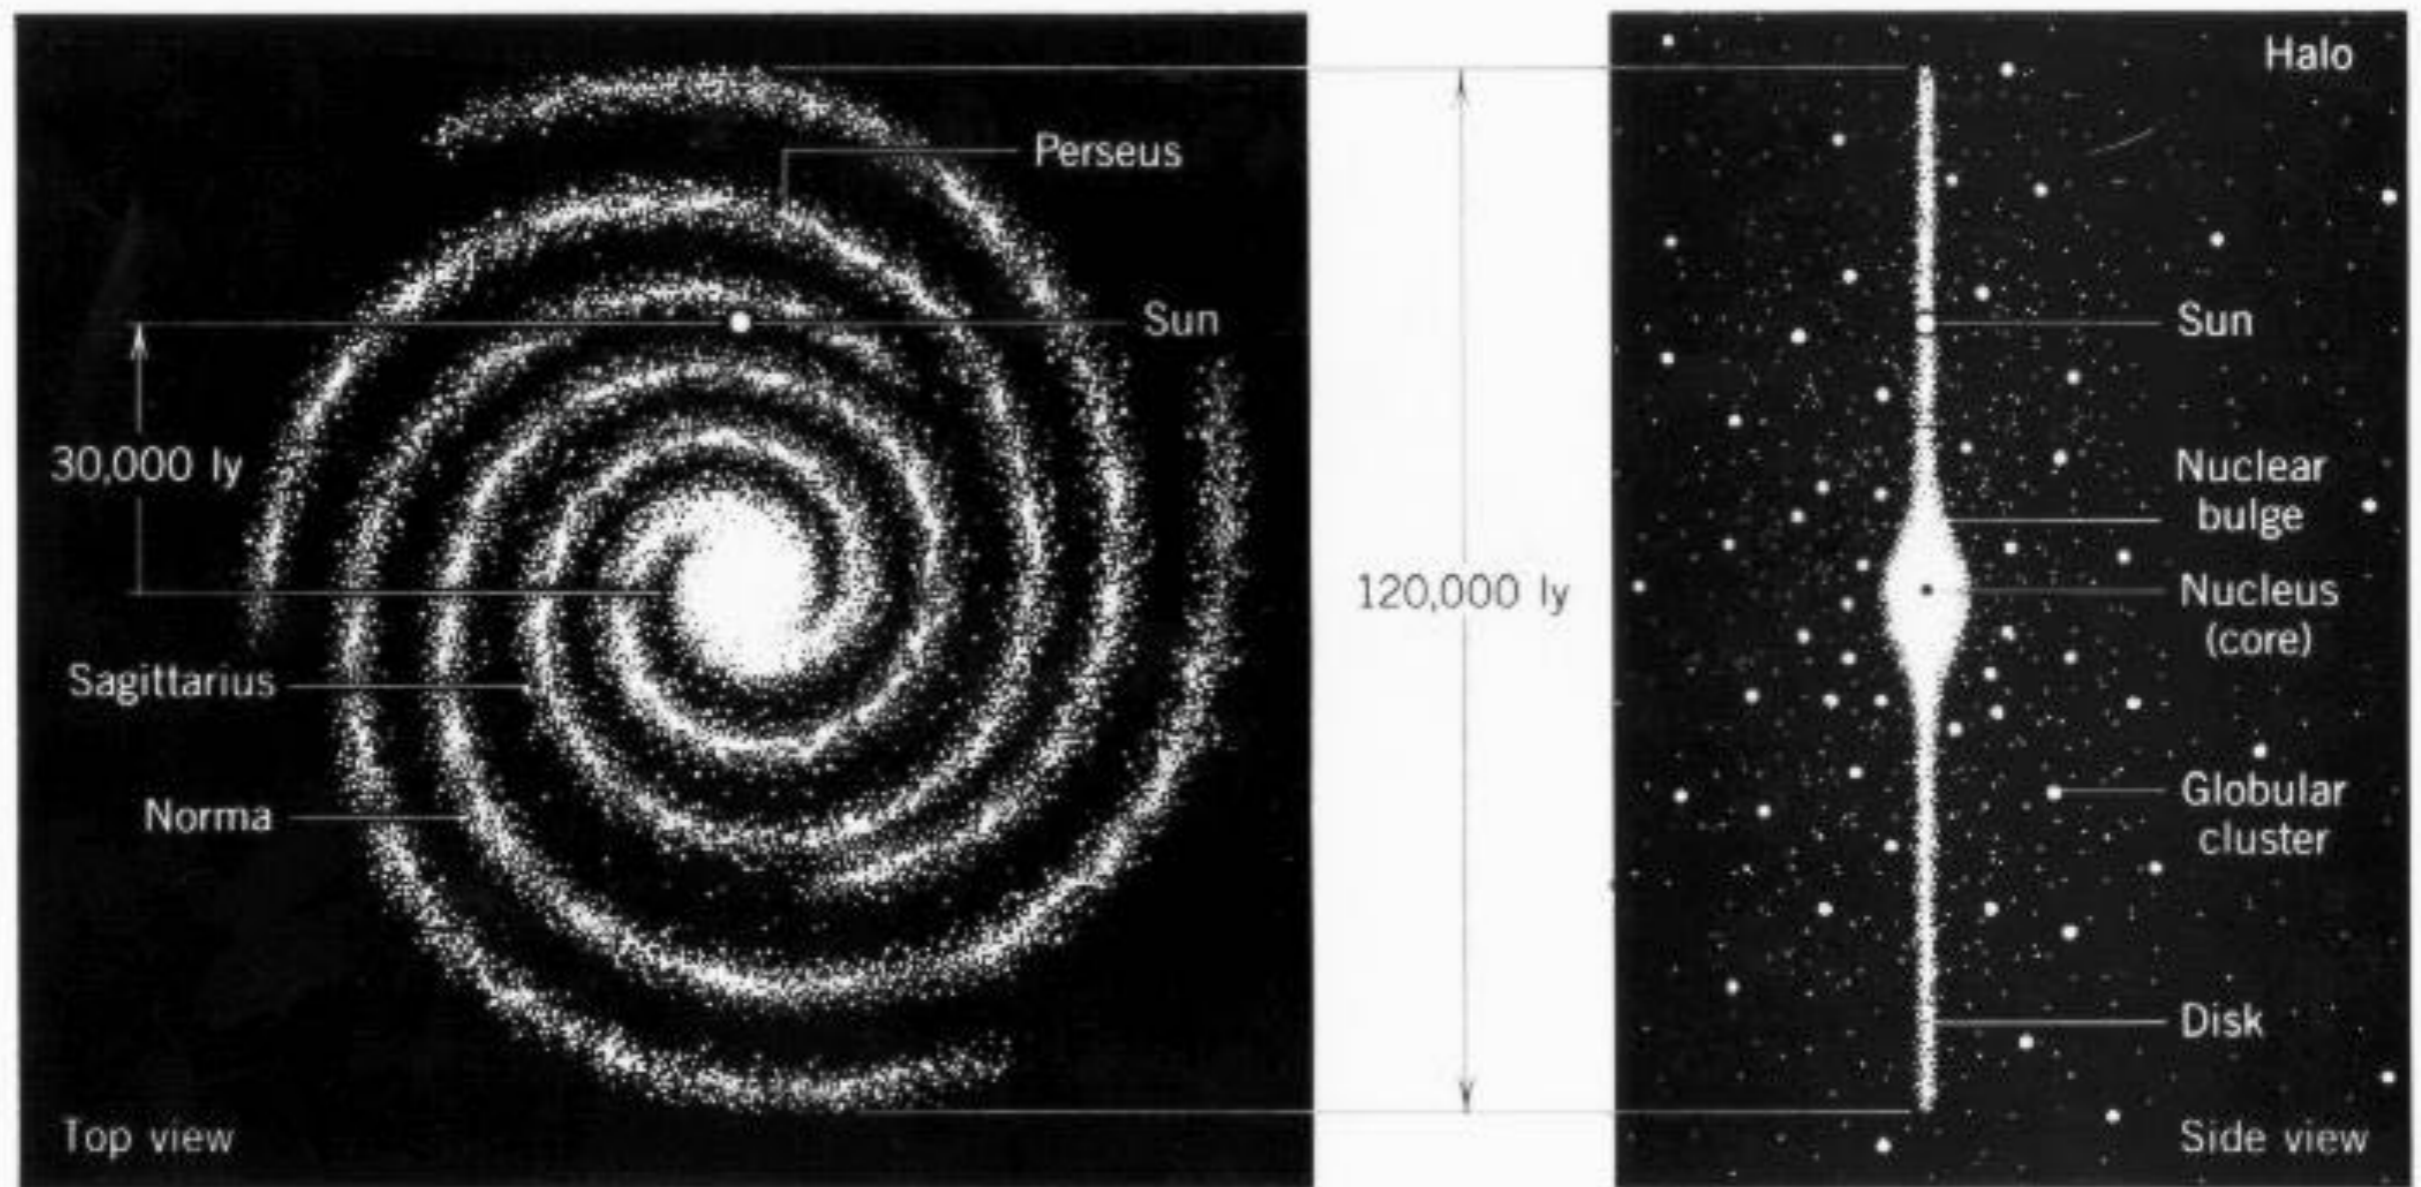 Perseus
Sun
30,000 ly
Sagittarius
Norma
Top view
120,000 ly
Halo
Sun
Nuclear
bulge
Nucleus
(core)
Globular
cluster
Disk
Side view